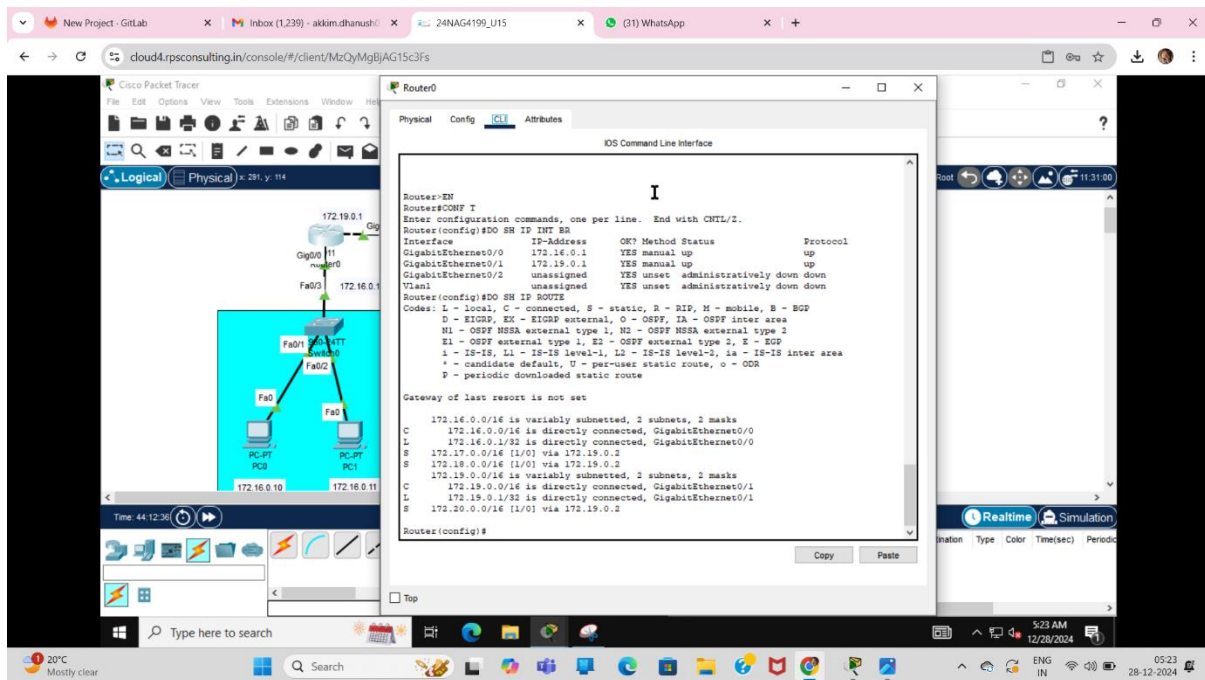 New Project · GitLab
Inbox (1,239) - akkim.dhanush
24NAG4199_U15
(31) WhatsApp
cloud4.rpsconsulting.in/console/#/client/MzQyMgBjAG15c3Fs
Cisco Packet Tracer
File Edit Options View Tools Extensions Window Hel
Logical Physical x: 291, y: 114
Root 11:31:00
172.19.0.1
Gig
Gig0/0
Fa0/3 172.16.0.1
Fa0/1
Switch0
Fa0/2
Fa0
Fa0
PC-PT
PC0
PC-PT
PC1
172.16.0.10 172.16.0.11
Time: 44:12:36
Realtime Simulation
ination Type Color Time(sec) Periodic
Router0
Physical Config CLI Attributes
IOS Command Line Interface
Router>EN
Router#CONF T
Enter configuration commands, one per line. End with CNTL/Z.
Router(config)#DO SH IP INT BR
Interface IP-Address OK? Method Status Protocol
GigabitEthernet0/0 172.16.0.1 YES manual up up
GigabitEthernet0/1 172.19.0.1 YES manual up up
GigabitEthernet0/2 unassigned YES unset administratively down down
Vlan1 unassigned YES unset administratively down down
Router(config)#DO SH IP ROUTE
Codes: L - local, C - connected, S - static, R - RIP, M - mobile, B - BGP
D - EIGRP, EX - EIGRP external, O - OSPF, IA - OSPF inter area
N1 - OSPF NSSA external type 1, N2 - OSPF NSSA external type 2
E1 - OSPF external type 1, E2 - OSPF external type 2, E - EGP
i - IS-IS, L1 - IS-IS level-1, L2 - IS-IS level-2, ia - IS-IS inter area
* - candidate default, U - per-user static route, o - ODR
P - periodic downloaded static route
Gateway of last resort is not set
172.16.0.0/16 is variably subnetted, 2 subnets, 2 masks
C 172.16.0.0/16 is directly connected, GigabitEthernet0/0
L 172.16.0.1/32 is directly connected, GigabitEthernet0/0
S 172.17.0.0/16 [1/0] via 172.19.0.2
S 172.18.0.0/16 [1/0] via 172.19.0.2
172.19.0.0/16 is variably subnetted, 2 subnets, 2 masks
C 172.19.0.0/16 is directly connected, GigabitEthernet0/1
L 172.19.0.1/32 is directly connected, GigabitEthernet0/1
S 172.20.0.0/16 [1/0] via 172.19.0.2
Router(config)#
Copy Paste
Top
Type here to search
5:23 AM
12/28/2024
20°C
Mostly clear
Search
ENG
IN
05:23
28-12-2024